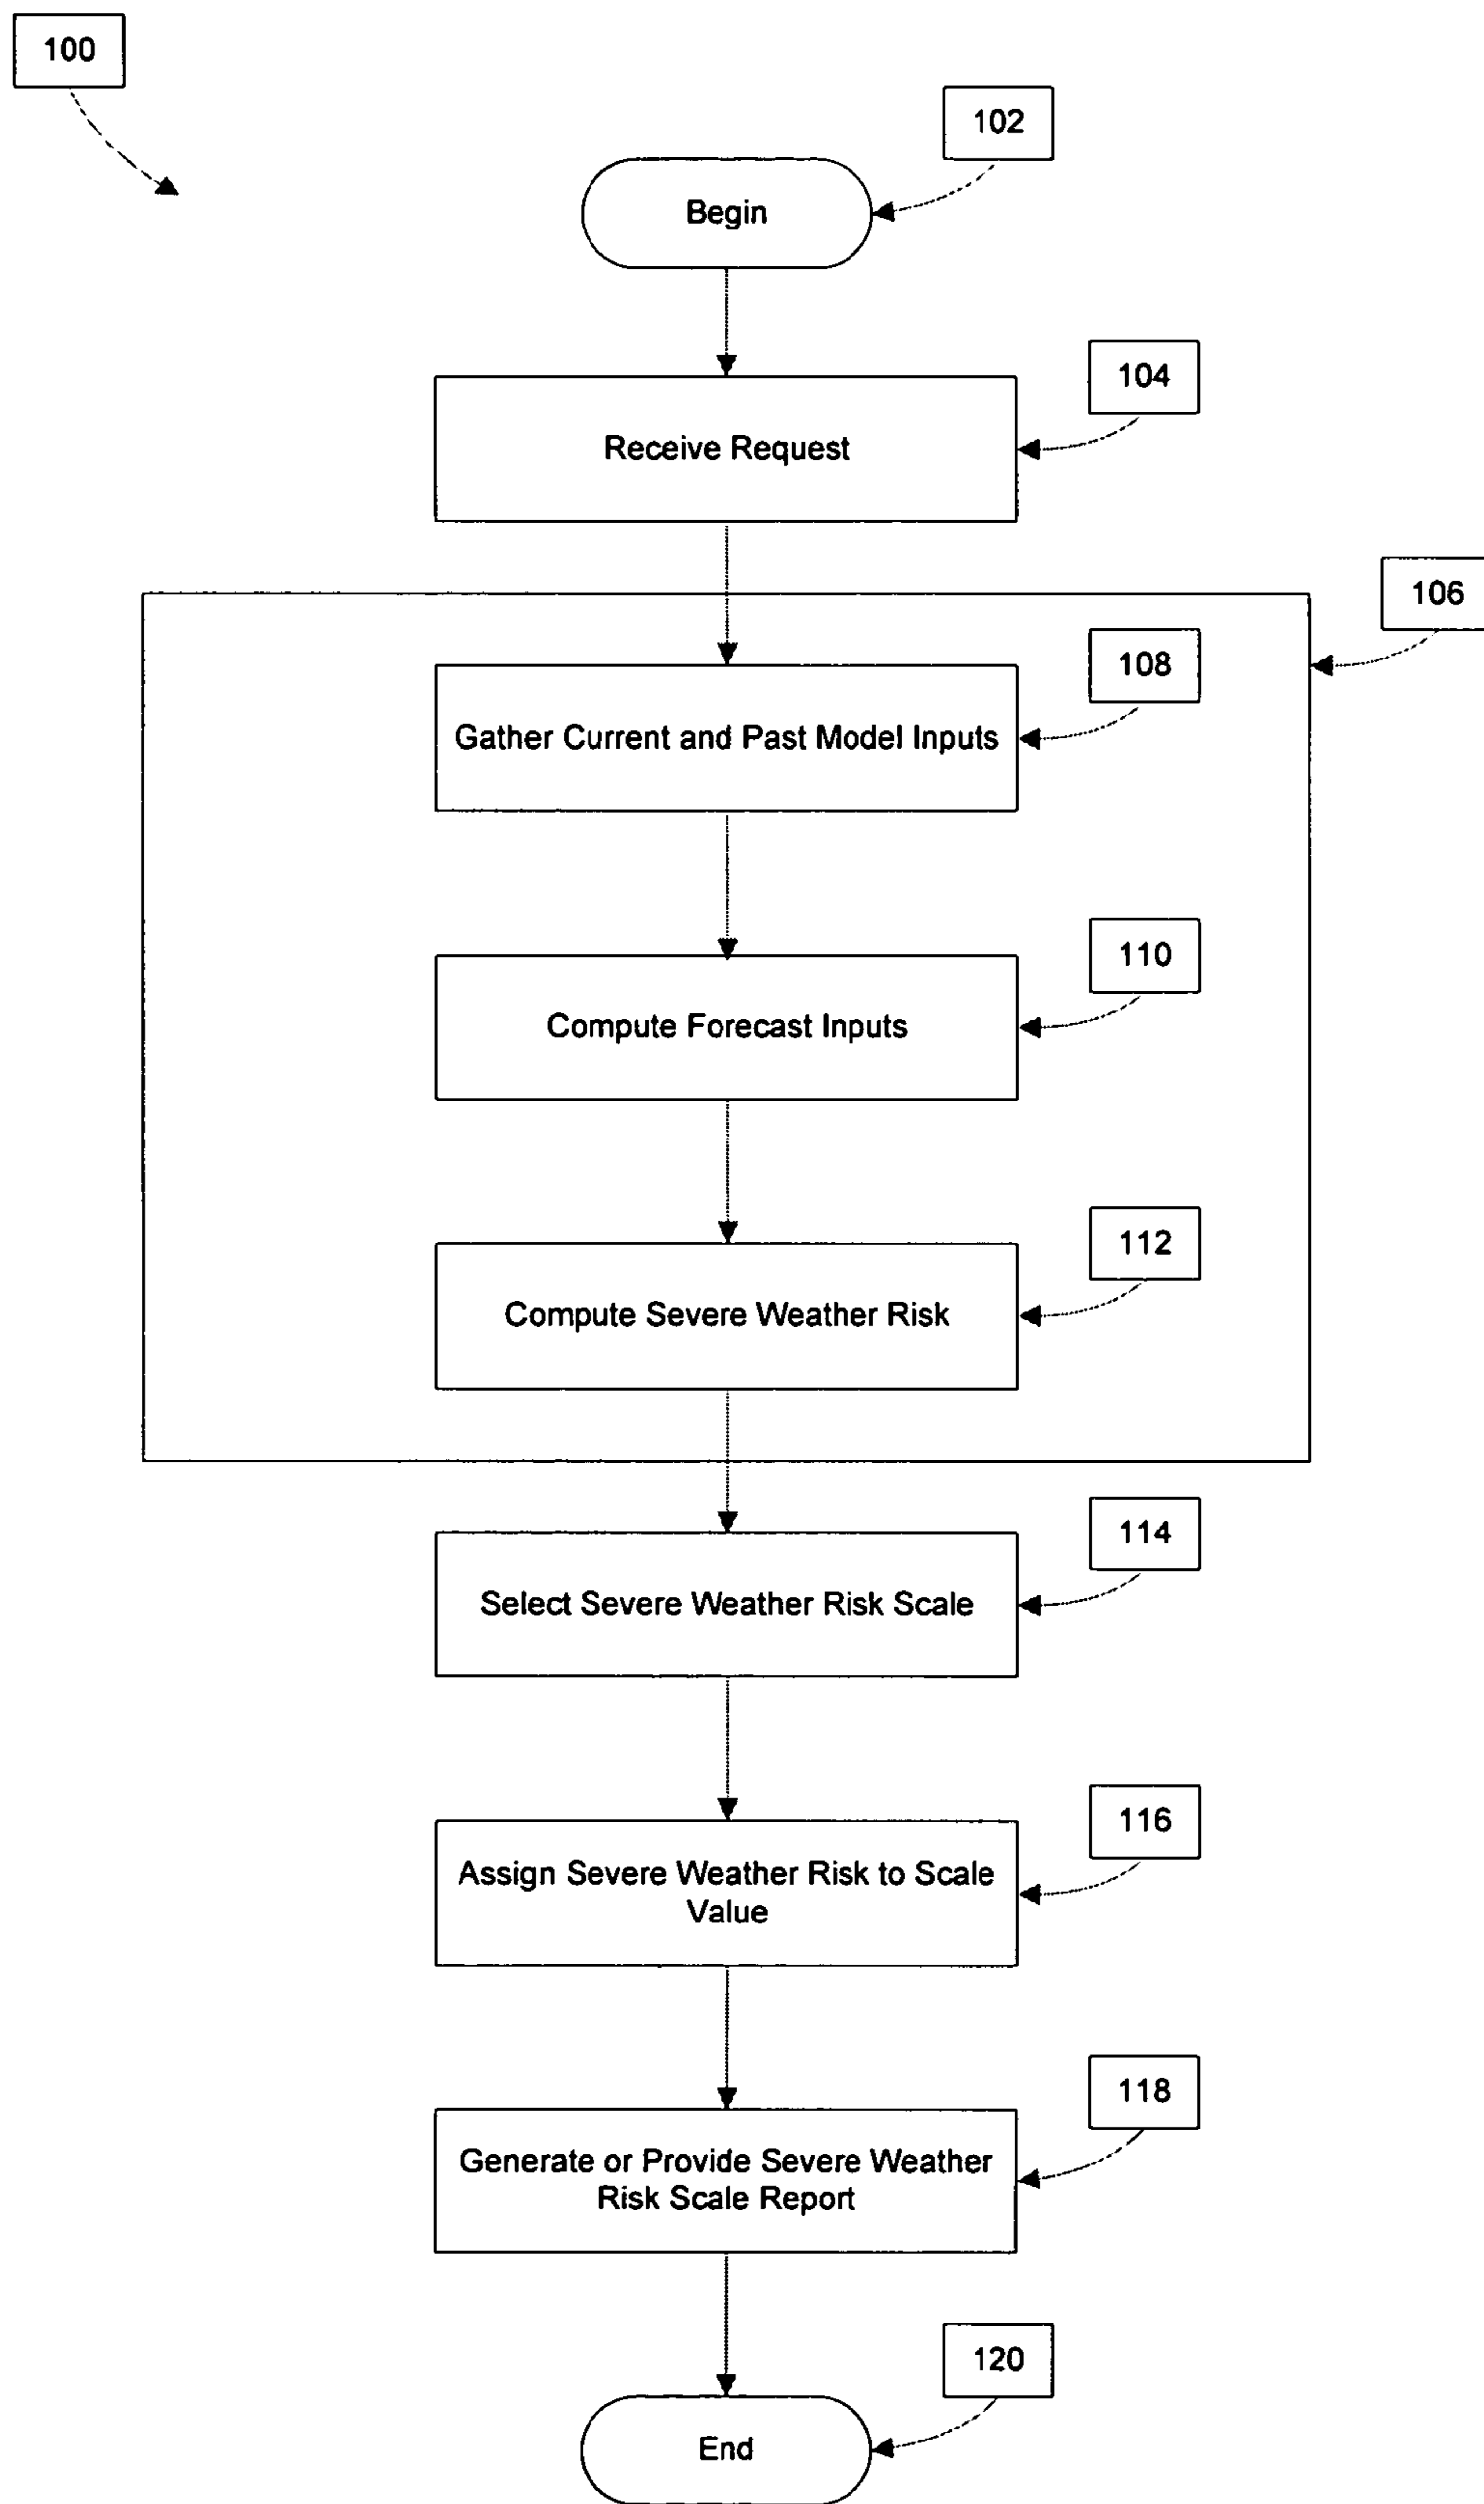 100
102
Begin
104
Receive Request
106
108
Gather Current and Past Model Inputs
110
Compute Forecast Inputs
112
Compute Severe Weather Risk
114
Select Severe Weather Risk Scale
116
Assign Severe Weather Risk to Scale
Value
118
Generate or Provide Severe Weather
Risk Scale Report
120
End